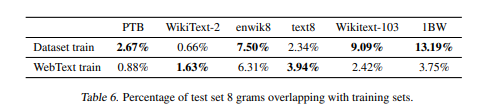 PTB WikiText-2 enwik8 text8 Wikitext-103 1BW
Dataset train 2.67% 0.66% 7.50% 2.34% 9.09% 13.19%
WebText train 0.88% 1.63% 6.31% 3.94% 2.42% 3.75%
Table 6. Percentage of test set 8 grams overlapping with training sets.